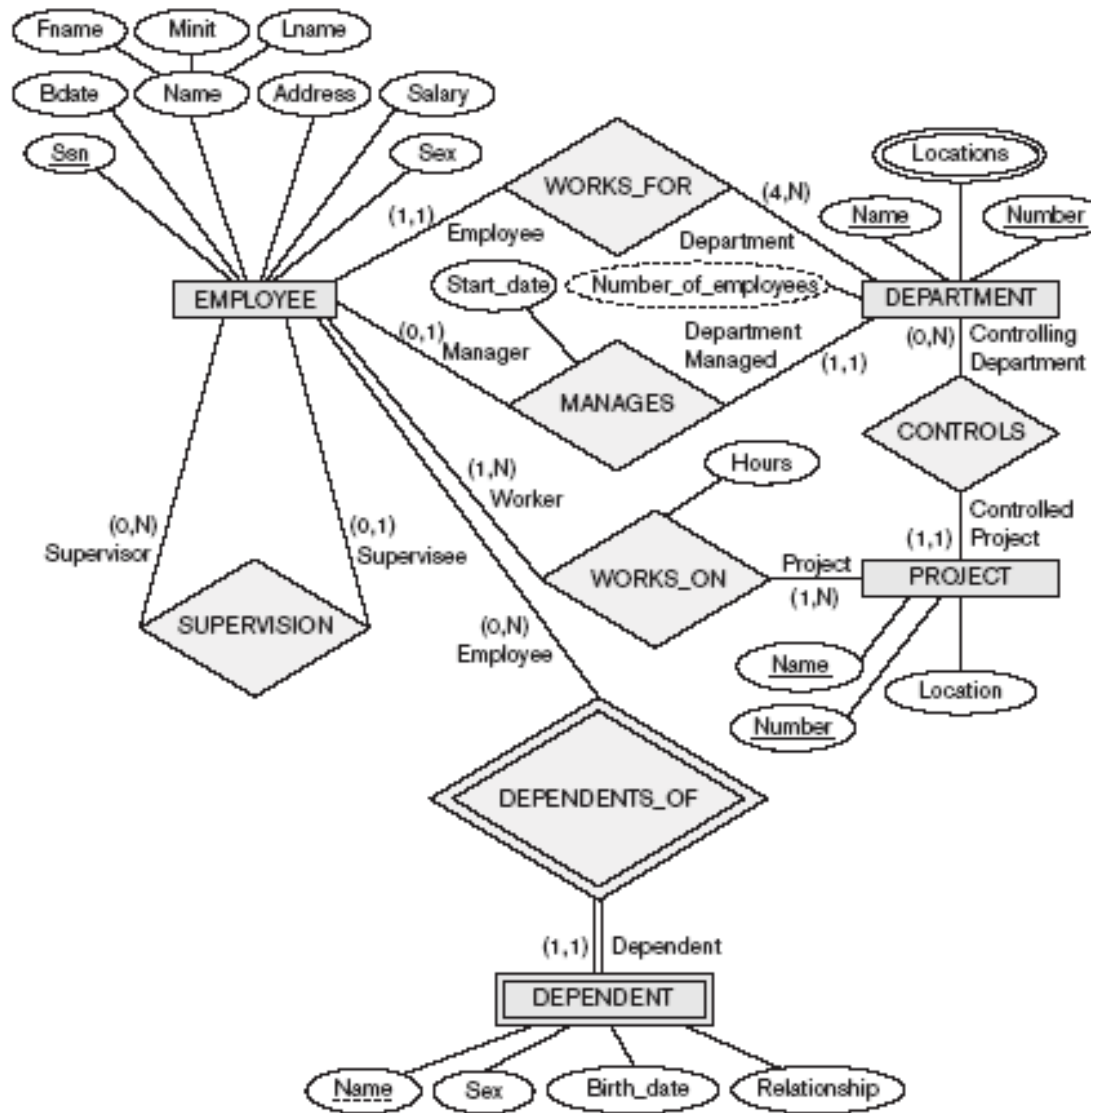 Fname
Minit
Lname
Bdate
Name
Address
Salary
Ssn
Sex
WORKS_FOR
Locations
(1,1)
Employee
(4,N)
Department
Name
Number
Start_date
Number_of_employees
EMPLOYEE
DEPARTMENT
(0,1)
Manager
Department
Managed
(1,1)
(0,N)
Controlling
Department
MANAGES
CONTROLS
Hours
(1,N)
Worker
(0,N)
Supervisor
(0,1)
Supervisee
Controlled
Project
(1,1)
WORKS_ON
Project
(1,N)
PROJECT
SUPERVISION
(0,N)
Employee
Name
Location
Number
DEPENDENTS_OF
(1,1)
Dependent
DEPENDENT
Name
Sex
Birth_date
Relationship